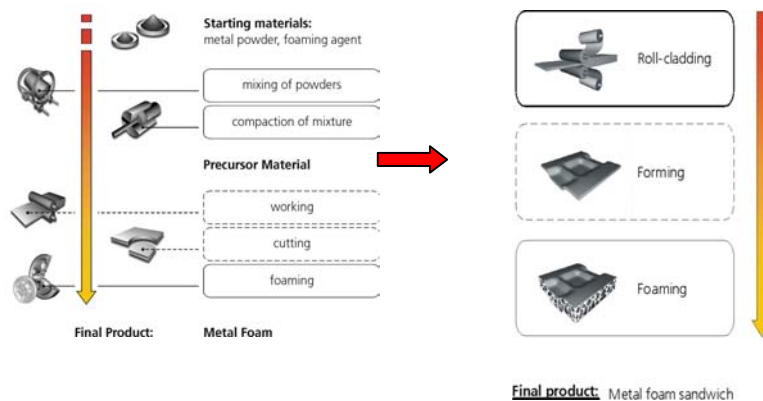 Starting materials:
metal powder, foaming agent
mixing of powders
compaction of mixture
Precursor Material
working
cutting
foaming
Final Product: Metal Foam
Roll-cladding
Forming
Foaming
Final product: Metal foam sandwich